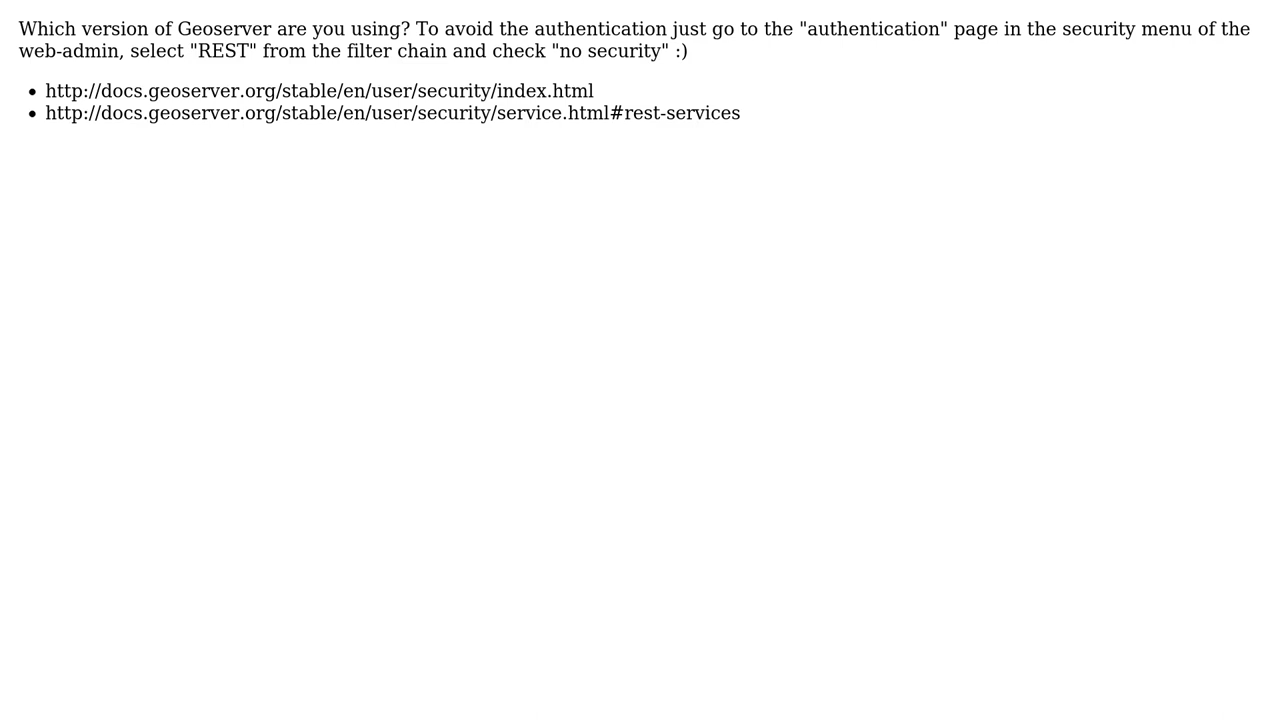 Which version of Geoserver are you using? To avoid the authentication just go to the "authentication" page in the security menu of the
web-admin, select "REST" from the filter chain and check "no security" :)
• http://docs.geoserver.org/stable/en/user/security/index.html
• http://docs.geoserver.org/stable/en/user/security/service.html#rest-services